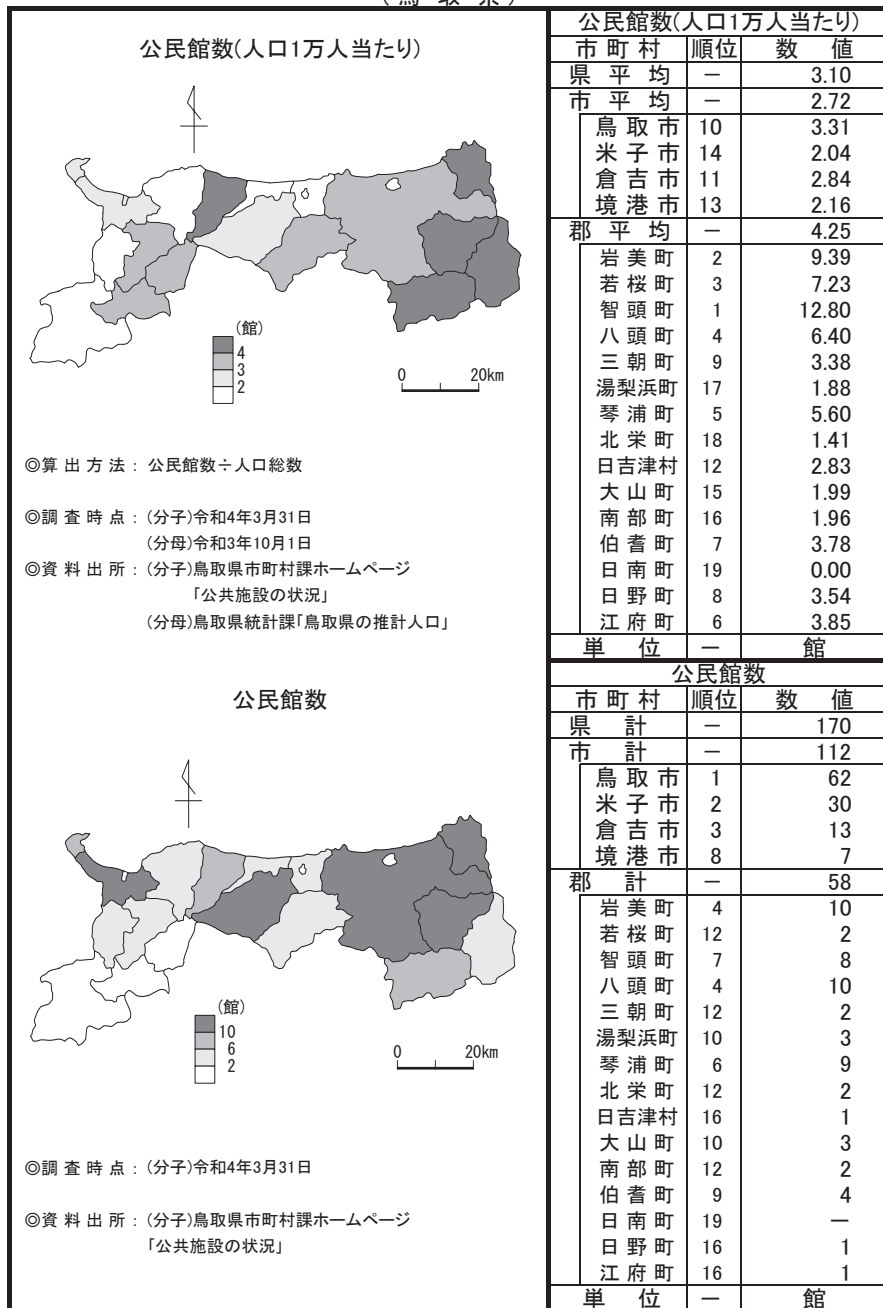 (鳥 取 県)
公民館数(人口1万人当たり)
(館)
4
3
2
0 20km
◎算 出 方 法 : 公民館数÷人口総数
◎調 査 時 点 : (分子)令和4年3月31日
(分母)令和3年10月1日
◎資 料 出 所 : (分子)鳥取県市町村課ホームページ
「公共施設の状況」
(分母)鳥取県統計課「鳥取県の推計人口」
公民館数(人口1万人当たり)
市 町 村 順位 数 値
県 平 均 － 3.10
市 平 均 － 2.72
鳥 取 市 10 3.31
米 子 市 14 2.04
倉 吉 市 11 2.84
境 港 市 13 2.16
郡 平 均 － 4.25
岩 美 町 2 9.39
若 桜 町 3 7.23
智 頭 町 1 12.80
八 頭 町 4 6.40
三 朝 町 9 3.38
湯梨浜町 17 1.88
琴 浦 町 5 5.60
北 栄 町 18 1.41
日吉津村 12 2.83
大 山 町 15 1.99
南 部 町 16 1.96
伯 耆 町 7 3.78
日 南 町 19 0.00
日 野 町 8 3.54
江 府 町 6 3.85
単 位 － 館
公民館数
(館)
10
6
2
0 20km
◎調 査 時 点 : (分子)令和4年3月31日
◎資 料 出 所 : (分子)鳥取県市町村課ホームページ
「公共施設の状況」
公民館数
市 町 村 順位 数 値
県 計 － 170
市 計 － 112
鳥 取 市 1 62
米 子 市 2 30
倉 吉 市 3 13
境 港 市 8 7
郡 計 － 58
岩 美 町 4 10
若 桜 町 12 2
智 頭 町 7 8
八 頭 町 4 10
三 朝 町 12 2
湯梨浜町 10 3
琴 浦 町 6 9
北 栄 町 12 2
日吉津村 16 1
大 山 町 10 3
南 部 町 12 2
伯 耆 町 9 4
日 南 町 19 －
日 野 町 16 1
江 府 町 16 1
単 位 － 館